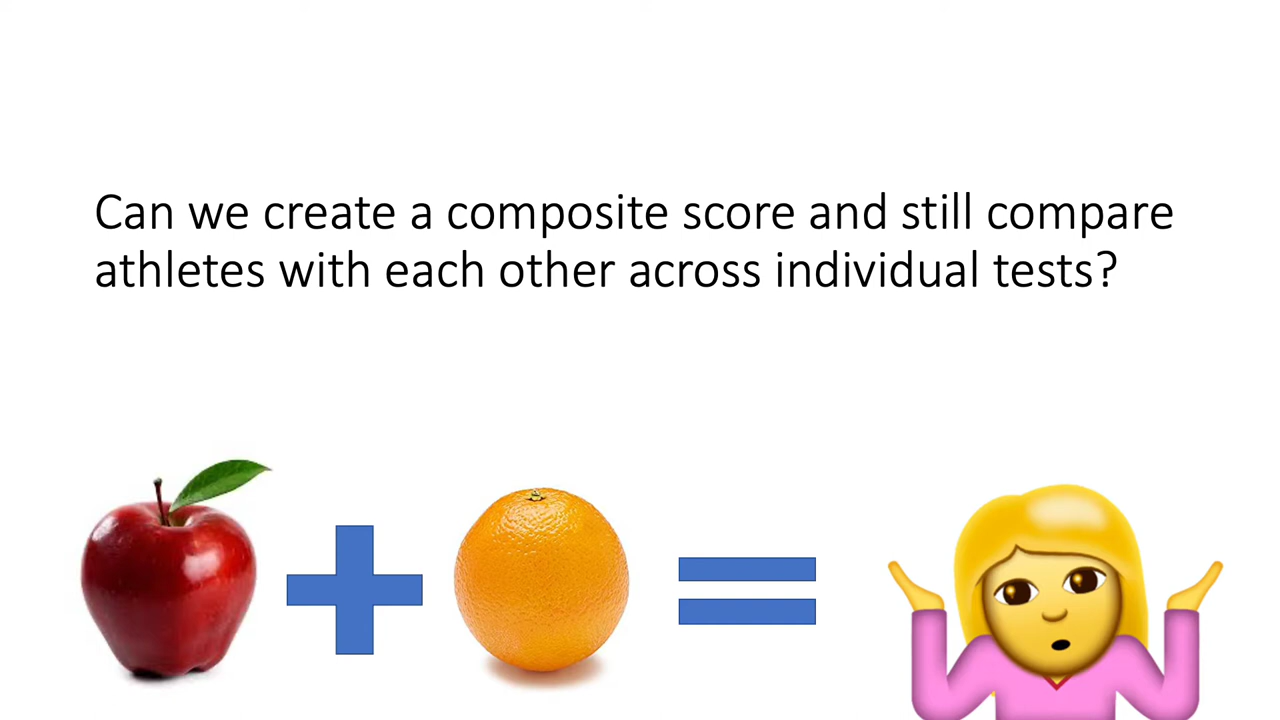 Can we create a composite score and still compare
athletes with each other across individual tests?